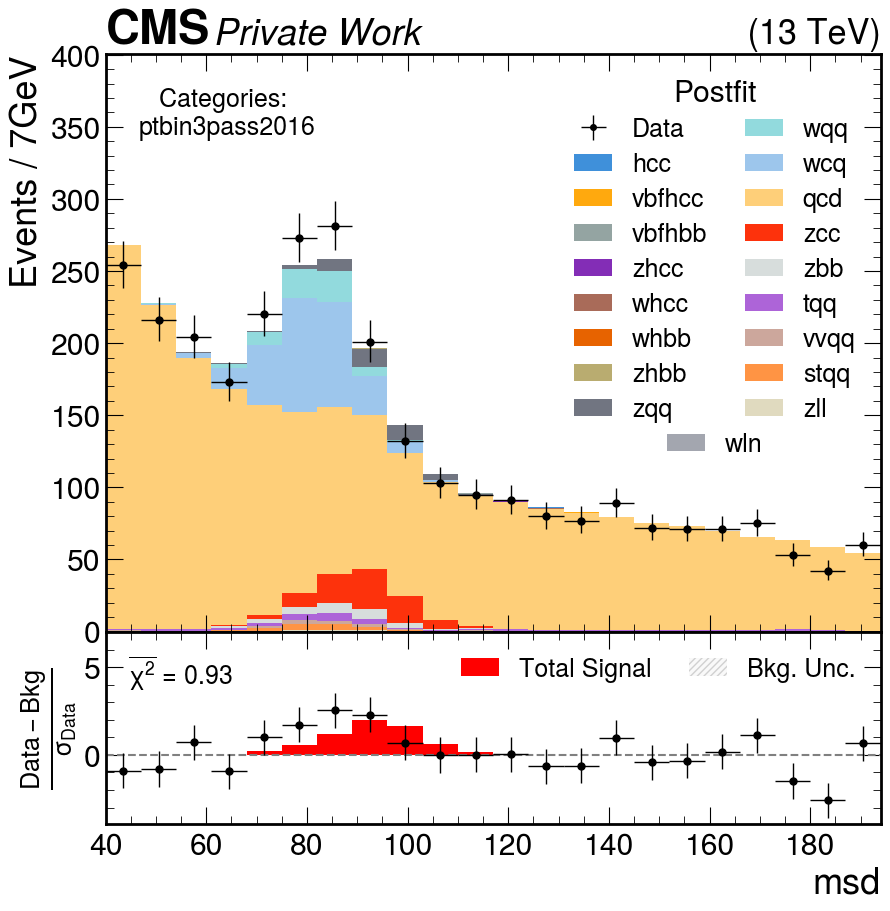 CMS Private Work (13 TeV)
Events / 7GeV
400
350
300
250
200
150
100
50
0
Categories:
ptbin3pass2016
Postfit
Data wqq
hcc wcq
vbfhcc qcd
vbfhbb zcc
zhcc zbb
whcc tqq
whbb vvqq
zhbb stqq
zqq zll
wln
Data − Bkg
σData
5
0
χ² = 0.93
Total Signal Bkg. Unc.
40 60 80 100 120 140 160 180
msd